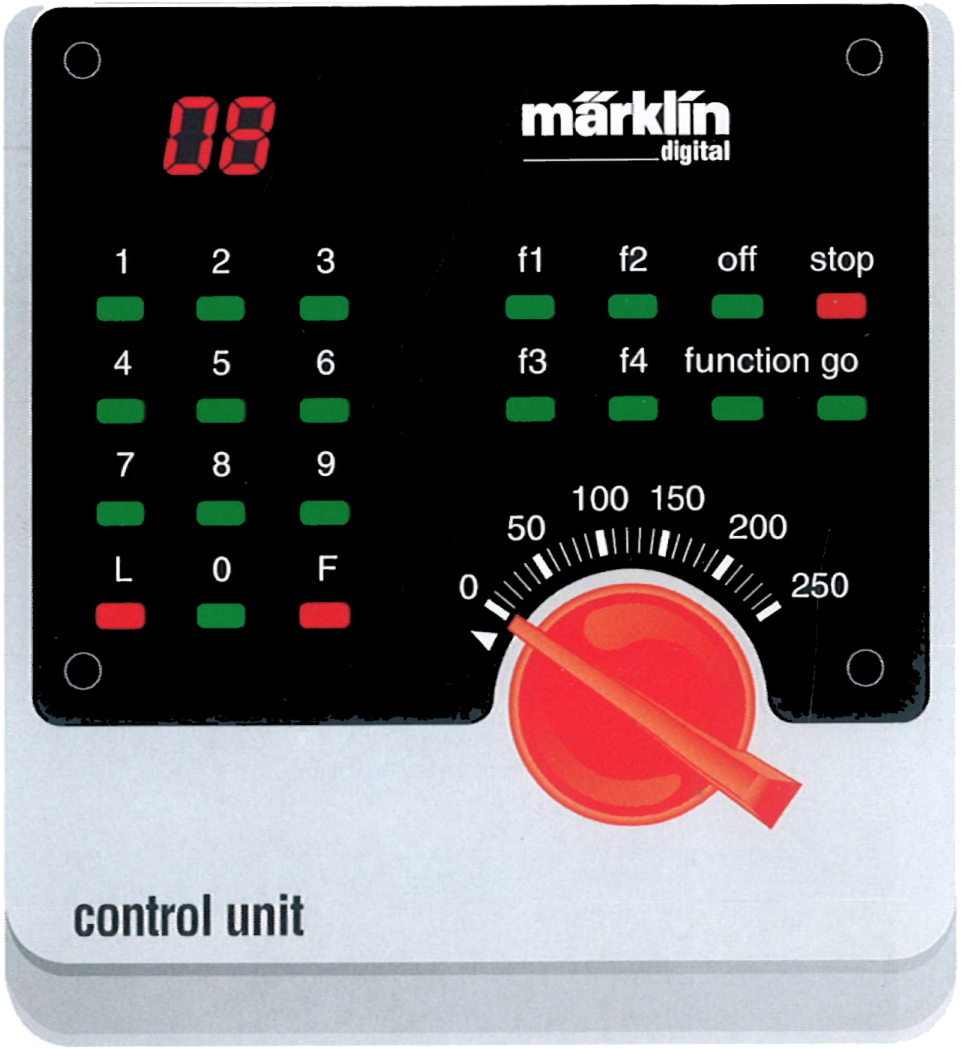 08
märklin
digital
1 2 3
f1 f2 off stop
4 5 6
f3 f4 function go
7 8 9
0 50 100 150 200 250
L 0 F
control unit